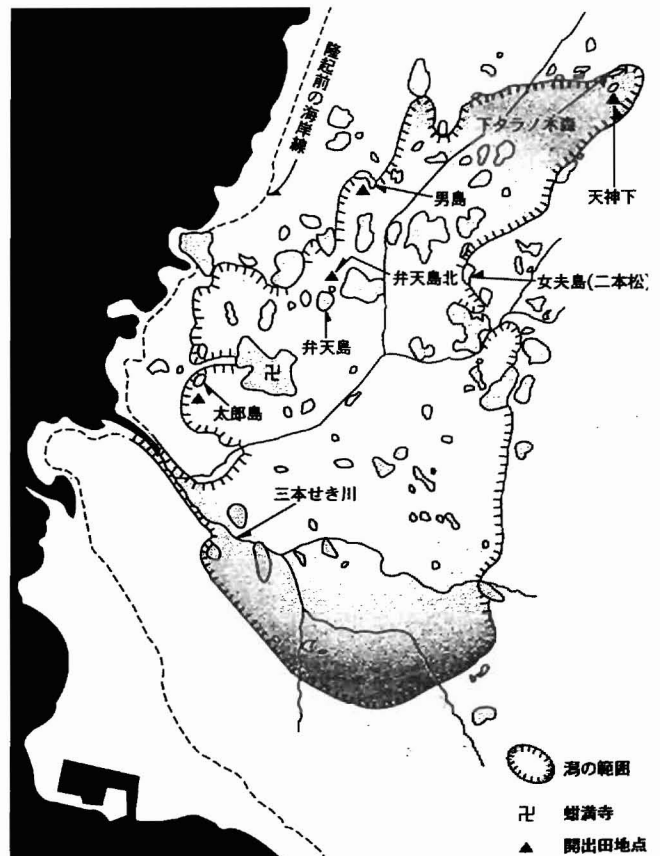 隆起前の海岸線
下タラノ木森
天神下
男島
弁天島北
女夫島(二本松)
弁天島
卍
太郎島
三本せき川
潟の範囲
卍 蚶満寺
▲ 開出田地点